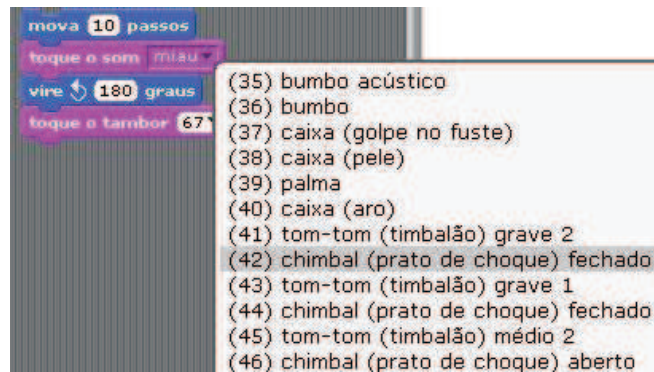 mova 10 passos
toque o som miau
vire 180 graus
toque o tambor 67
(35) bumbo acústico
(36) bumbo
(37) caixa (golpe no fuste)
(38) caixa (pele)
(39) palma
(40) caixa (aro)
(41) tom-tom (timbalão) grave 2
(42) chimbal (prato de choque) fechado
(43) tom-tom (timbalão) grave 1
(44) chimbal (prato de choque) fechado
(45) tom-tom (timbalão) médio 2
(46) chimbal (prato de choque) aberto